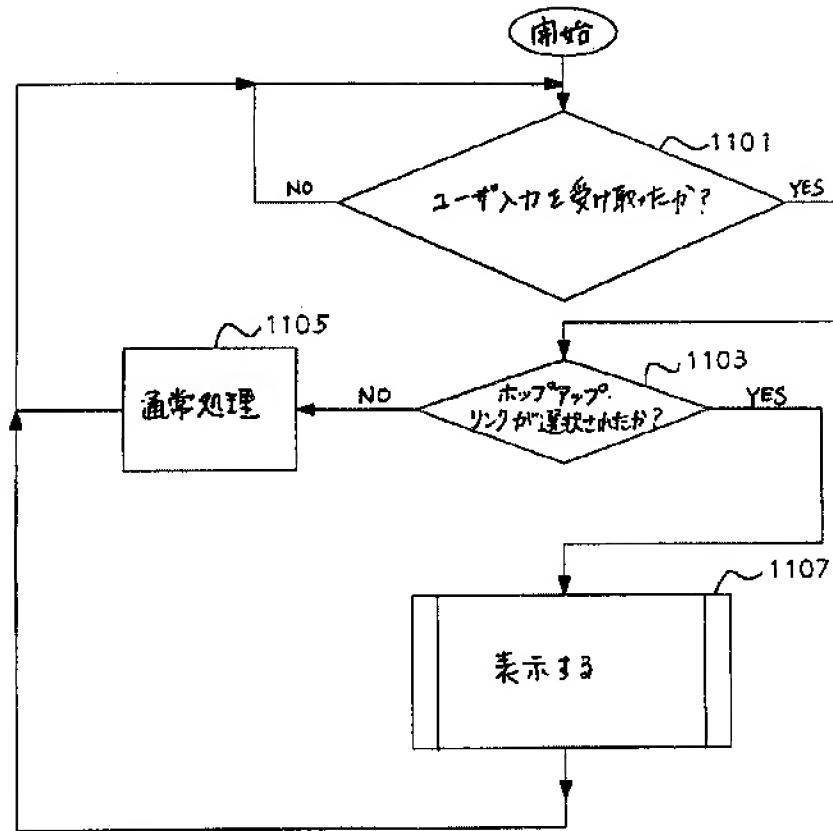 開始
1101
NO
ユーザ入力を受け取ったか?
YES
1105
1103
通常処理
NO
ホップアップ・
リンクが選択されたか?
YES
1107
表示する